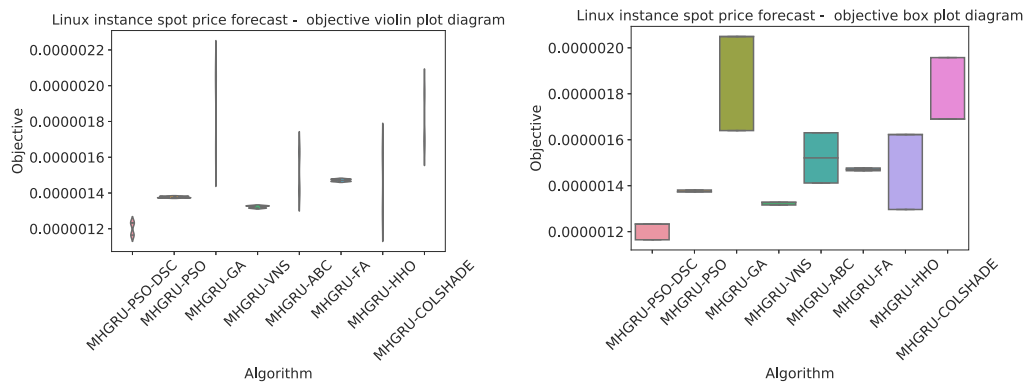 Linux instance spot price forecast - objective violin plot diagram
0.0000022
0.0000020
0.0000018
0.0000016
0.0000014
0.0000012
Objective
MHGRU-PSO-DSC
MHGRU-PSO
MHGRU-GA
MHGRU-VNS
MHGRU-ABC
MHGRU-FA
MHGRU-HHO
MHGRU-COLSHADE
Algorithm
Linux instance spot price forecast - objective box plot diagram
0.0000020
0.0000018
0.0000016
0.0000014
0.0000012
Objective
MHGRU-PSO-DSC
MHGRU-PSO
MHGRU-GA
MHGRU-VNS
MHGRU-ABC
MHGRU-FA
MHGRU-HHO
MHGRU-COLSHADE
Algorithm